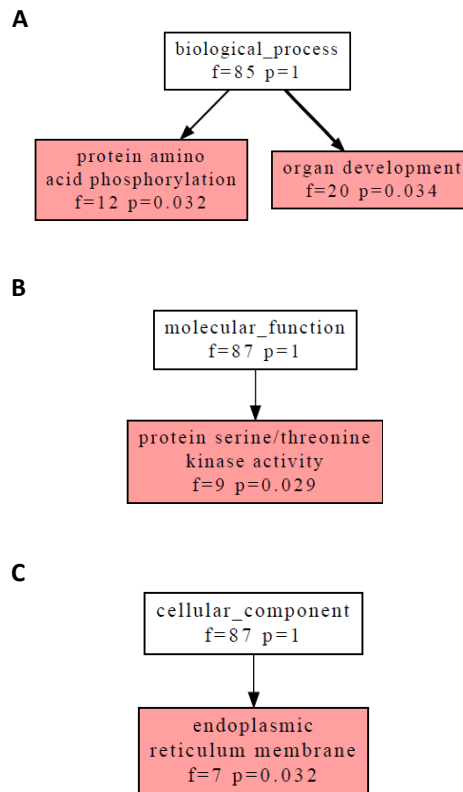 A
biological_process
f=85 p=1
protein amino
acid phosphorylation
f=12 p=0.032
organ development
f=20 p=0.034
B
molecular_function
f=87 p=1
protein serine/threonine
kinase activity
f=9 p=0.029
C
cellular_component
f=87 p=1
endoplasmic
reticulum membrane
f=7 p=0.032